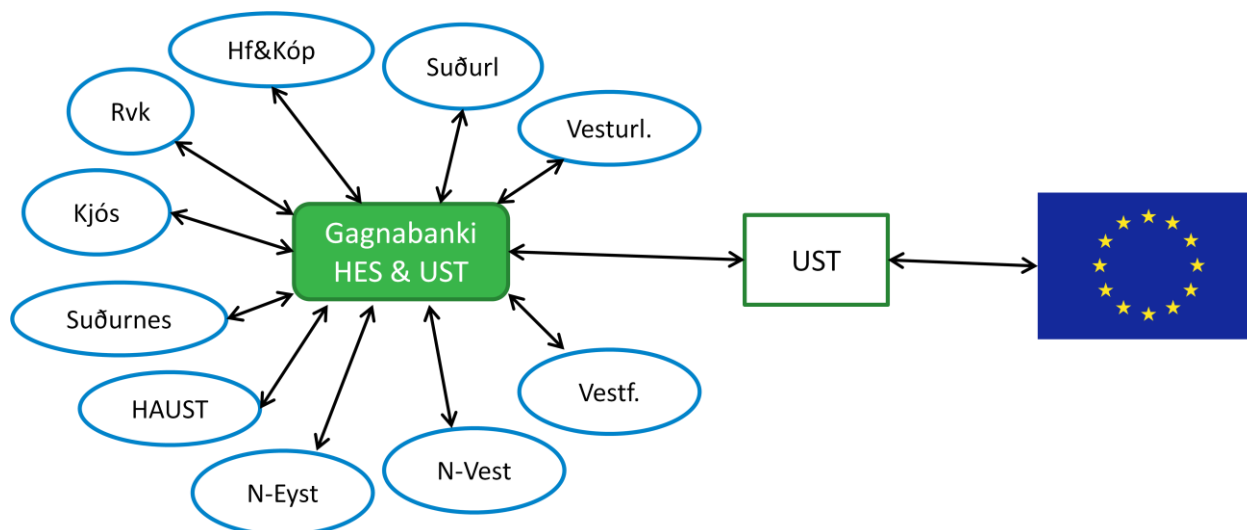 Hf&Kóp
Suðurl
Rvk
Vesturl.
Kjós
Gagnabanki
HES & UST
UST
Suðurnes
Vestf.
HAUST
N-Vest
N-Eyst